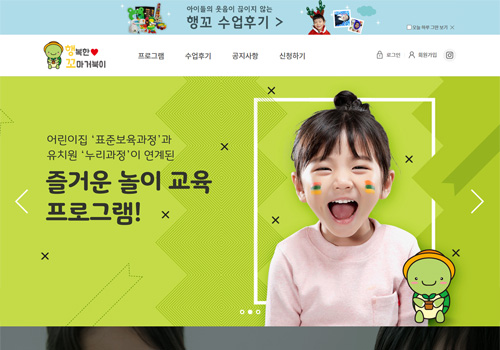 아이들의 웃음이 끊이지 않는
행꼬 수업후기 >
오늘 하루 그만 보기 X
행복한
꼬마거북이
프로그램 수업후기 공지사항 신청하기
로그인 회원가입
어린이집 ‘표준보육과정’과
유치원 ‘누리과정’이 연계된
즐거운 놀이 교육
프로그램!